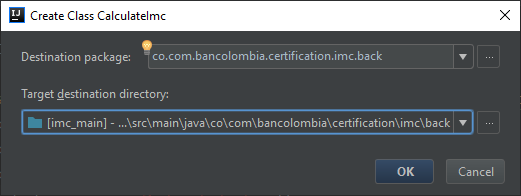 Create Class CalculateImc
Destination package: co.com.bancolombia.certification.imc.back
Target destination directory:
[imc_main] - ...\src\main\java\co\com\bancolombia\certification\imc\back
OK Cancel